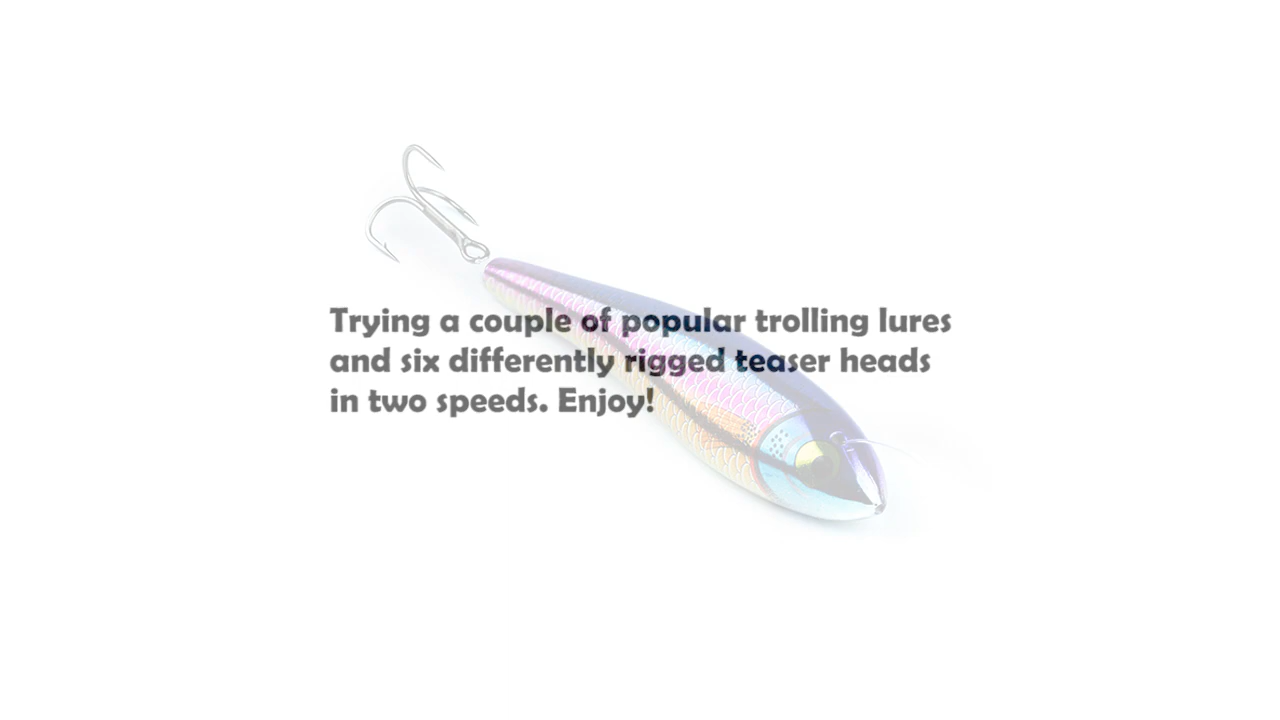 Trying a couple of popular trolling lures
and six differently rigged teaser heads
in two speeds. Enjoy!